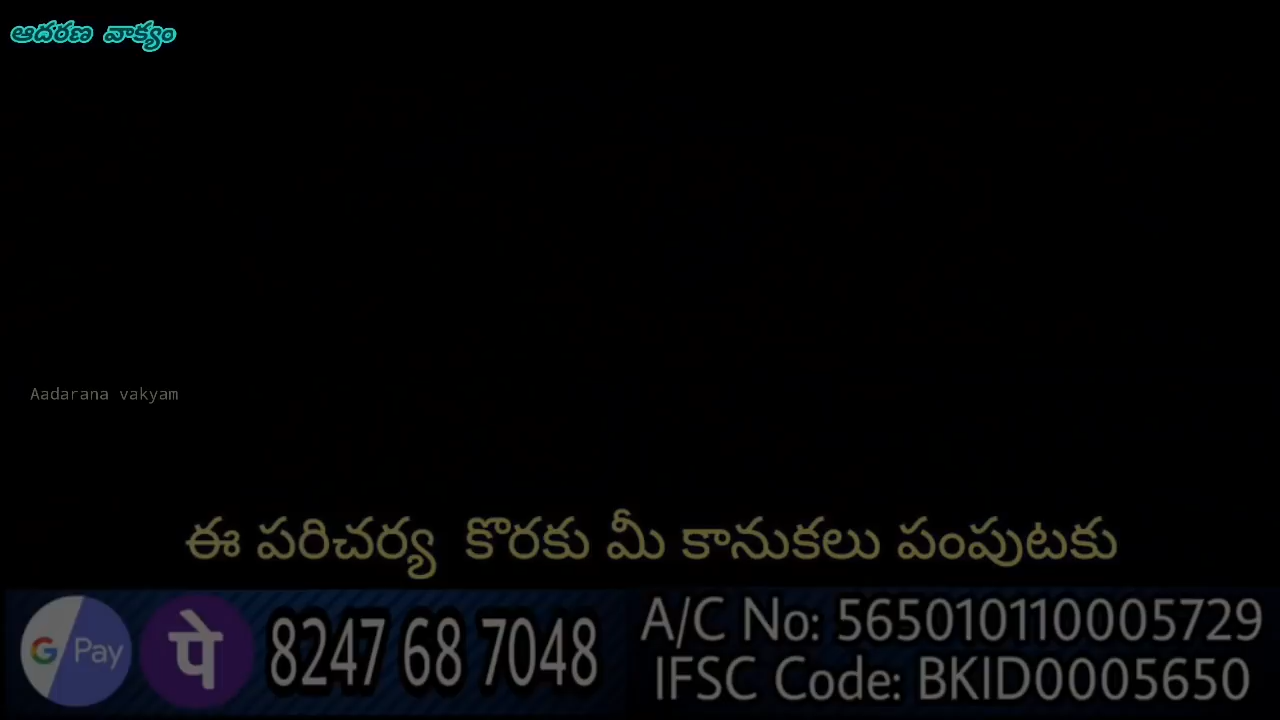 ఆదరణ వాక్యం
Aadarana vakyam
ఈ పరిచర్య కొరకు మీ కానుకలు పంపుటకు
G Pay पे 8247 68 7048
A/C No: 565010110005729
IFSC Code: BKID0005650